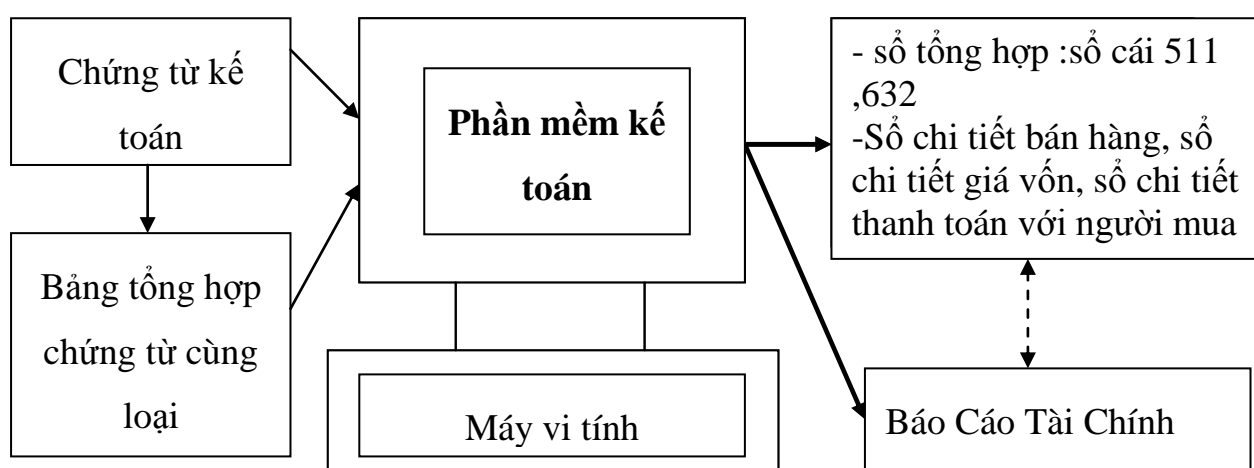 Chứng từ kế
toán
Bảng tổng hợp
chứng từ cùng
loại
Phần mềm kế
toán
Máy vi tính
- sổ tổng hợp :sổ cái 511
,632
-Sổ chi tiết bán hàng, sổ
chi tiết giá vốn, sổ chi tiết
thanh toán với người mua
Báo Cáo Tài Chính